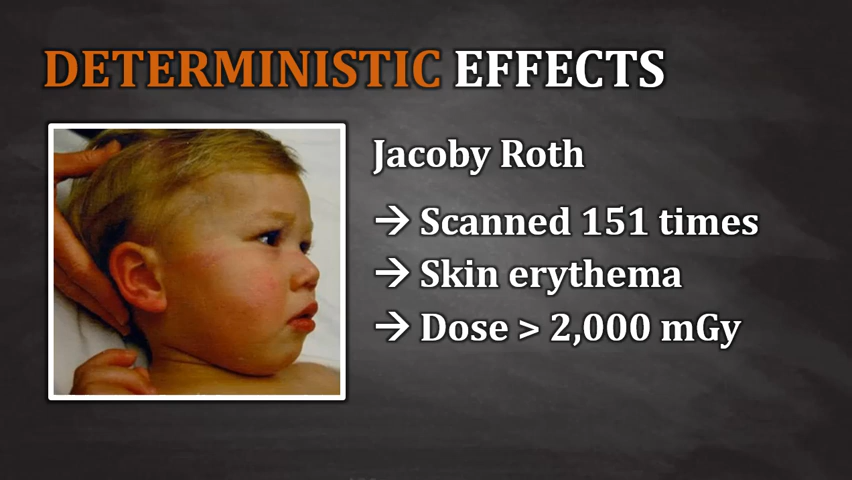 DETERMINISTIC EFFECTS
Jacoby Roth
→ Scanned 151 times
→ Skin erythema
→ Dose > 2,000 mGy